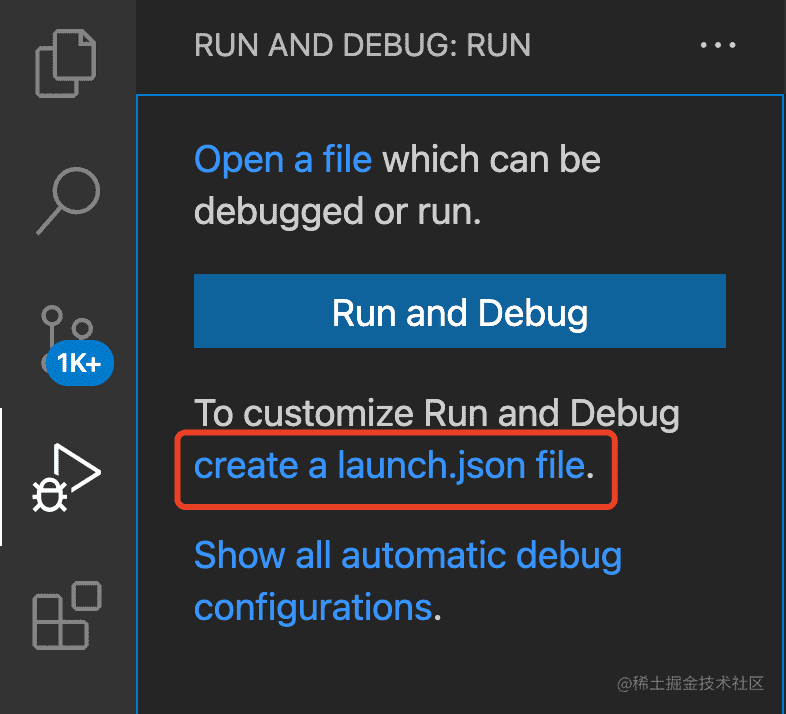 RUN AND DEBUG: RUN
Open a file which can be
debugged or run.
Run and Debug
1K+
To customize Run and Debug
create a launch.json file.
Show all automatic debug
configurations.
@稀土掘金技术社区